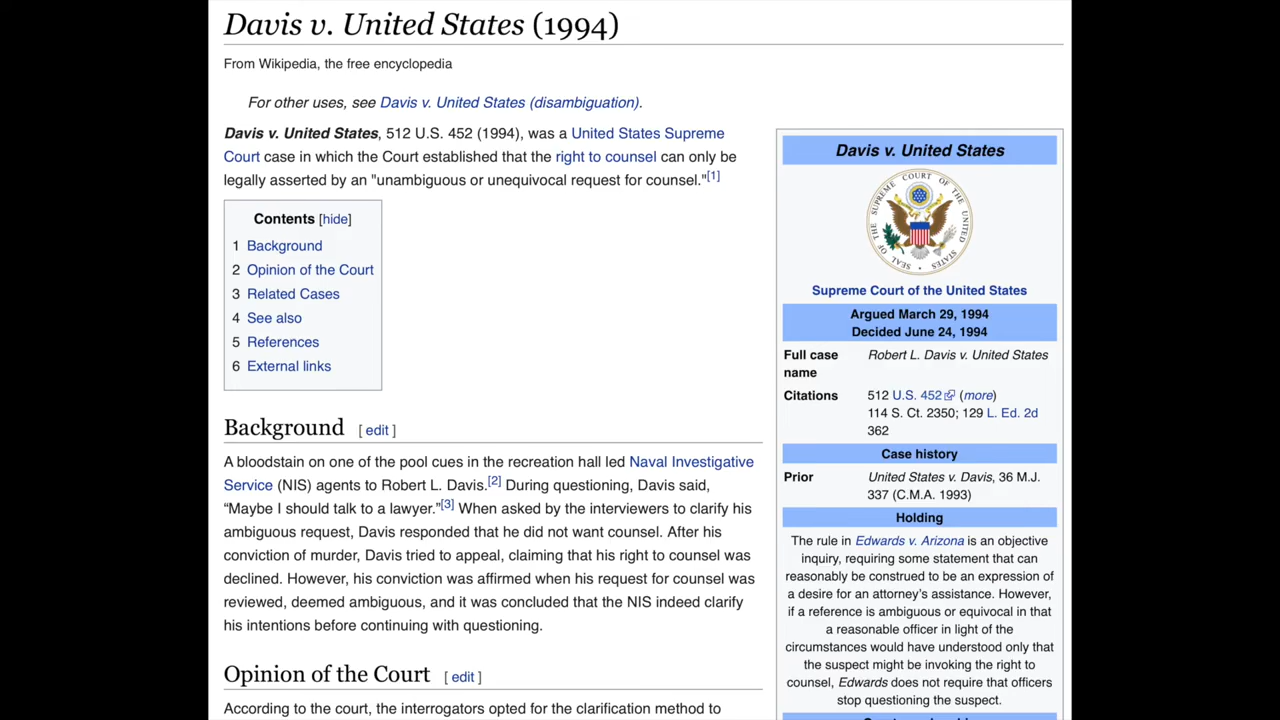 Davis v. United States (1994)
From Wikipedia, the free encyclopedia
For other uses, see Davis v. United States (disambiguation).
Davis v. United States, 512 U.S. 452 (1994), was a United States Supreme
Court case in which the Court established that the right to counsel can only be
legally asserted by an "unambiguous or unequivocal request for counsel."[1]
Contents [hide]
1 Background
2 Opinion of the Court
3 Related Cases
4 See also
5 References
6 External links
Background [ edit ]
A bloodstain on one of the pool cues in the recreation hall led Naval Investigative
Service (NIS) agents to Robert L. Davis.[2] During questioning, Davis said,
“Maybe I should talk to a lawyer.”[3] When asked by the interviewers to clarify his
ambiguous request, Davis responded that he did not want counsel. After his
conviction of murder, Davis tried to appeal, claiming that his right to counsel was
declined. However, his conviction was affirmed when his request for counsel was
reviewed, deemed ambiguous, and it was concluded that the NIS indeed clarify
his intentions before continuing with questioning.
Opinion of the Court [ edit ]
According to the court, the interrogators opted for the clarification method to
Davis v. United States
SEAL OF THE SUPREME COURT OF THE UNITED STATES
Supreme Court of the United States
Argued March 29, 1994
Decided June 24, 1994
Full case name Robert L. Davis v. United States
Citations 512 U.S. 452 (more)
114 S. Ct. 2350; 129 L. Ed. 2d
362
Case history
Prior United States v. Davis, 36 M.J.
337 (C.M.A. 1993)
Holding
The rule in Edwards v. Arizona is an objective
inquiry, requiring some statement that can
reasonably be construed to be an expression of
a desire for an attorney's assistance. However,
if a reference is ambiguous or equivocal in that
a reasonable officer in light of the
circumstances would have understood only that
the suspect might be invoking the right to
counsel, Edwards does not require that officers
stop questioning the suspect.